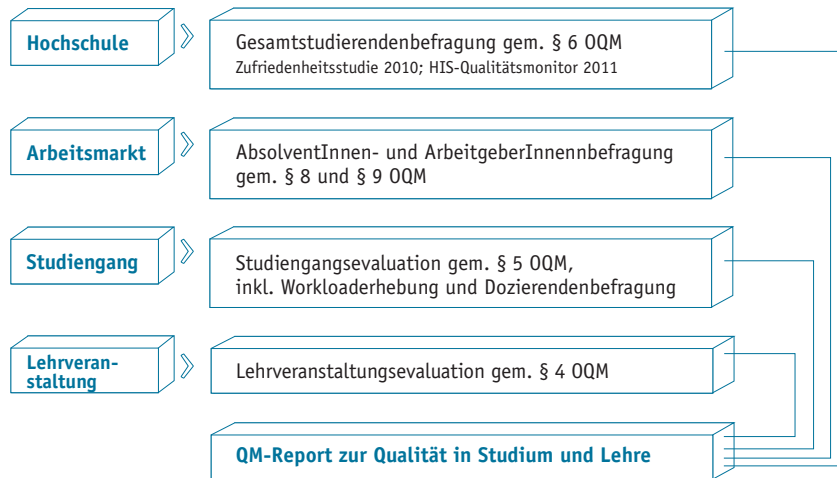 Hochschule
Gesamtstudierendenbefragung gem. § 6 OQM
Zufriedenheitsstudie 2010; HIS-Qualitätsmonitor 2011
Arbeitsmarkt
AbsolventInnen- und ArbeitgeberInnennbefragung
gem. § 8 und § 9 OQM
Studiengang
Studiengangsevaluation gem. § 5 OQM,
inkl. Workloaderhebung und Dozierendenbefragung
Lehrveran-
staltung
Lehrveranstaltungsevaluation gem. § 4 OQM
QM-Report zur Qualität in Studium und Lehre